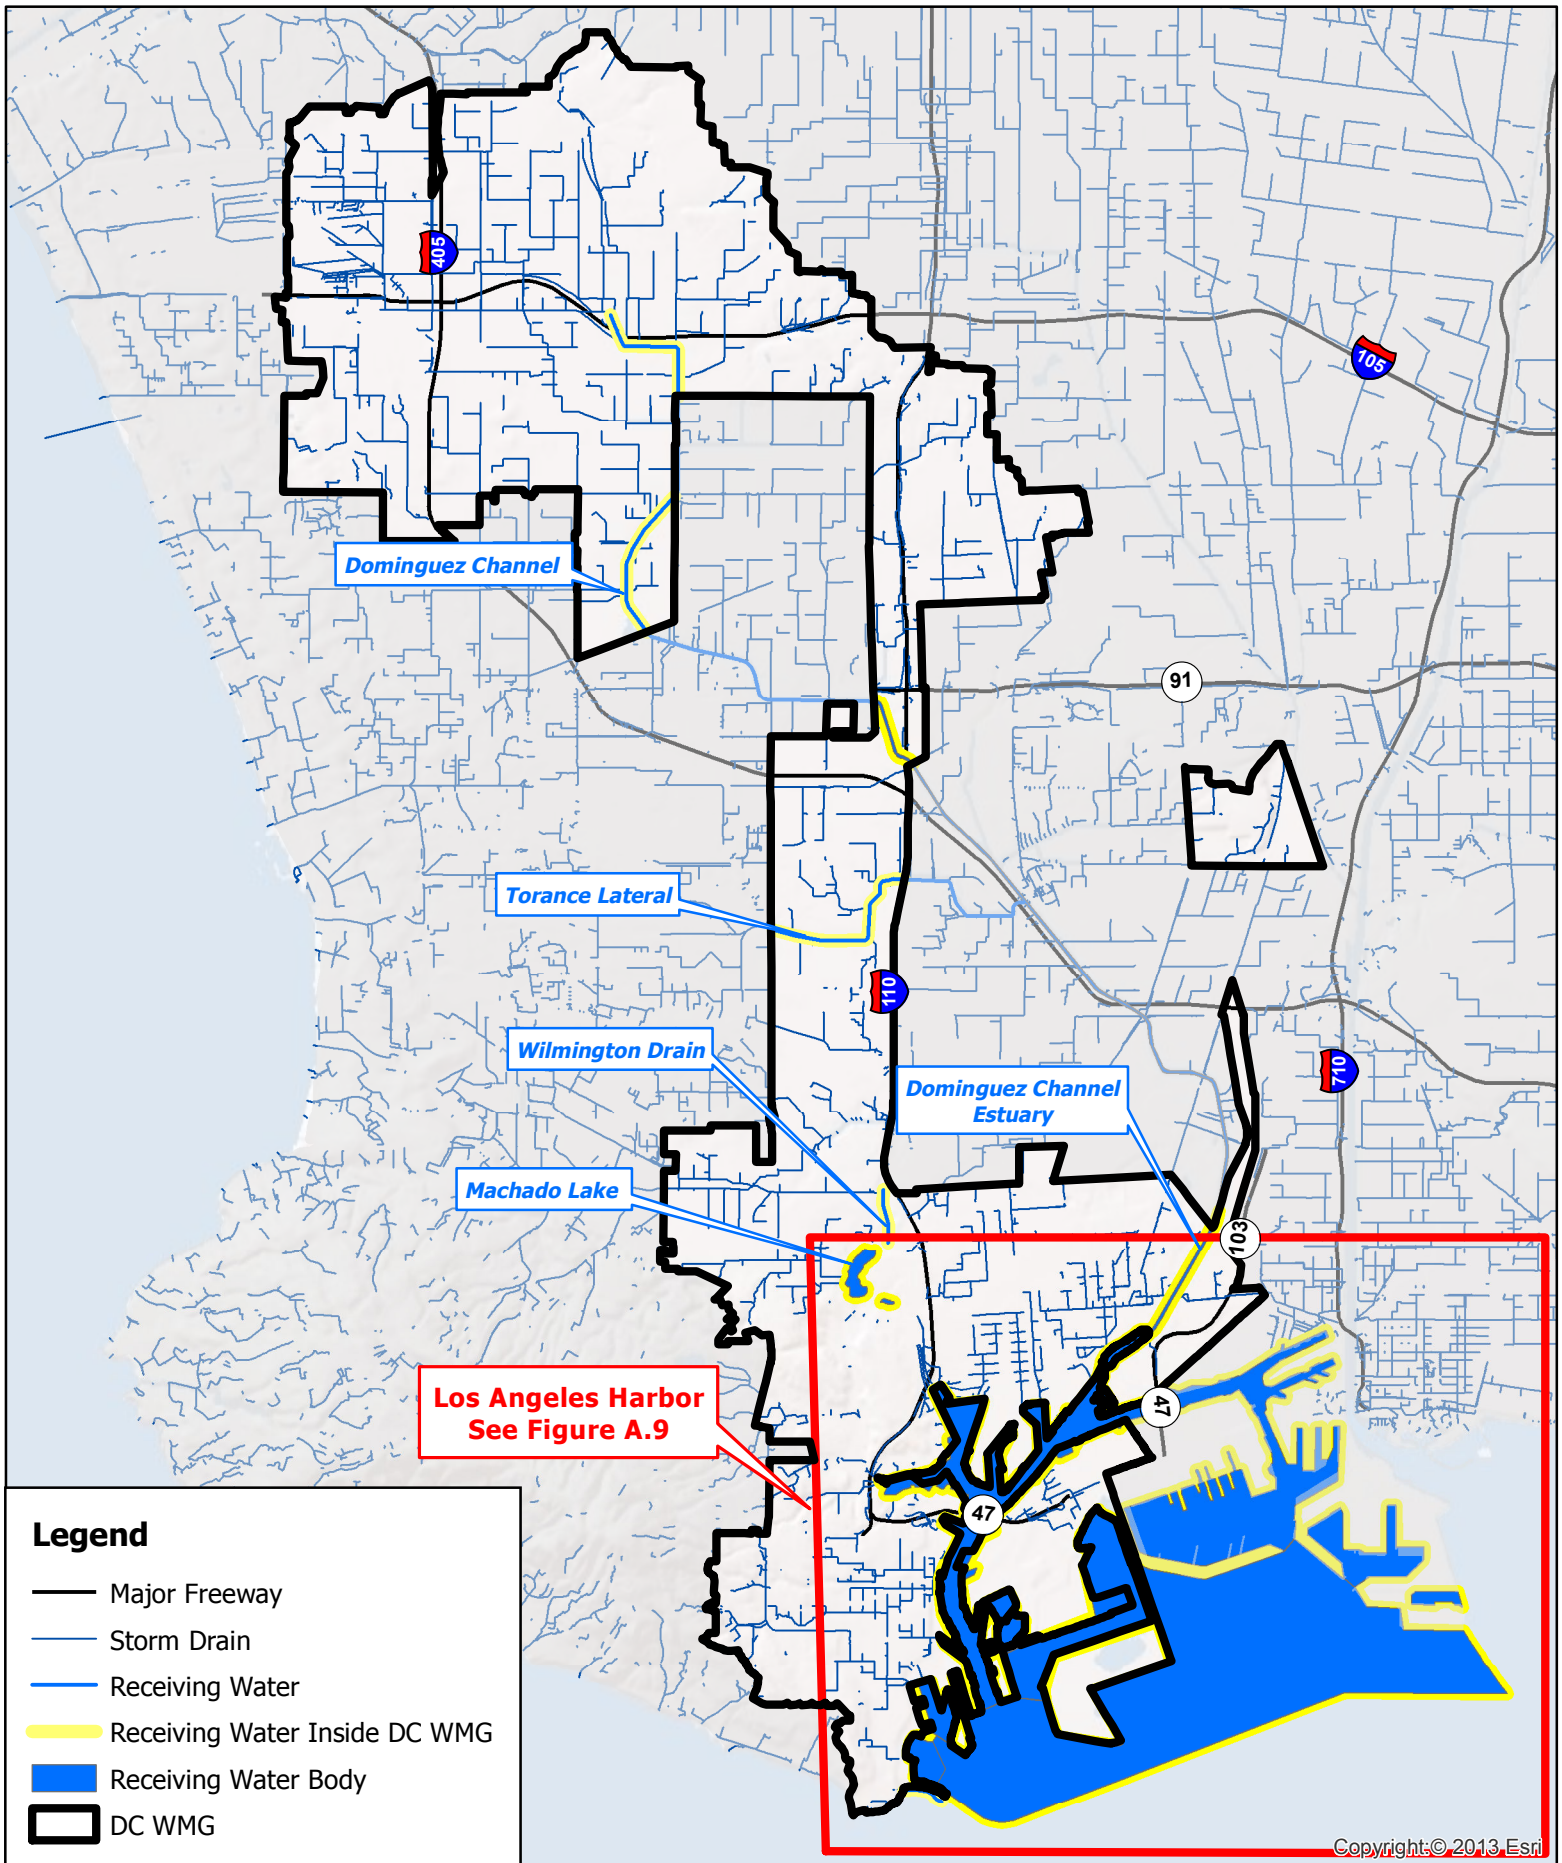 405
105
Dominguez Channel
91
Torance Lateral
110
Wilmington Drain
710
Dominguez Channel
Estuary
Machado Lake
103
Los Angeles Harbor
See Figure A.9
47
47
Legend
Major Freeway
Storm Drain
Receiving Water
Receiving Water Inside DC WMG
Receiving Water Body
DC WMG
Copyright:© 2013 Esri